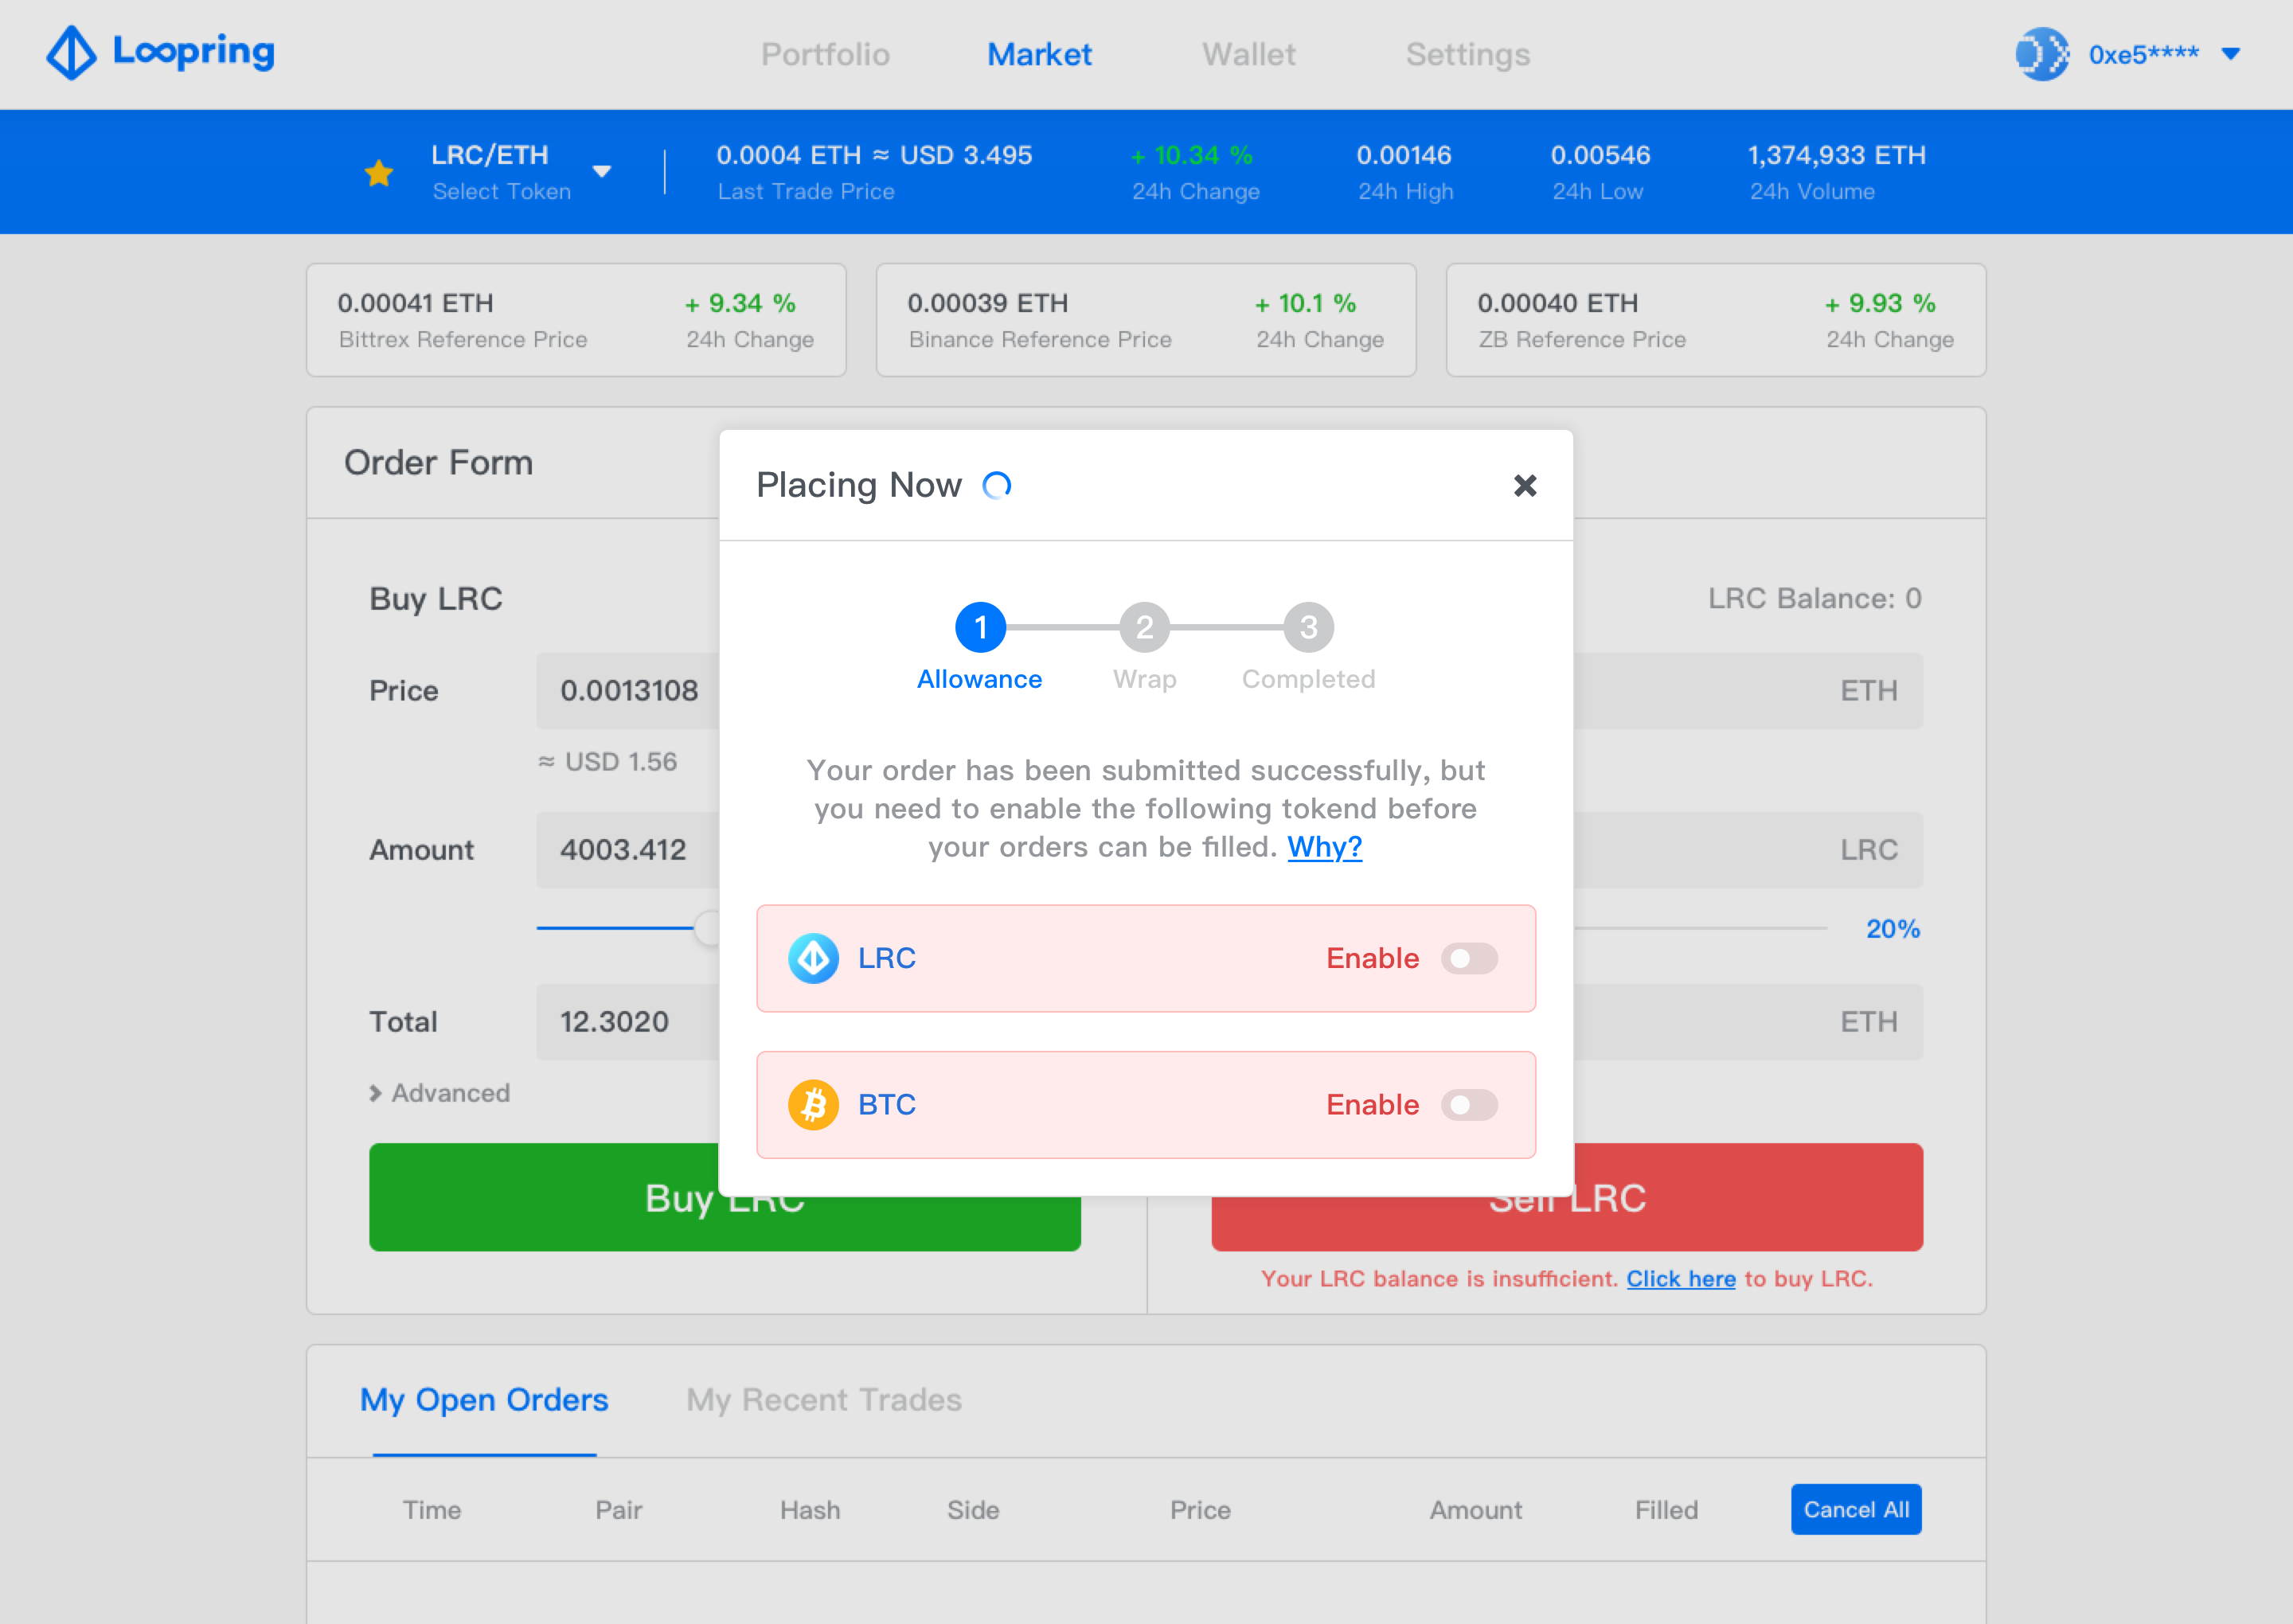 Loopring
Portfolio
Market
Wallet
Settings
0xe5****
LRC/ETH
Select Token
0.0004 ETH ≈ USD 3.495
Last Trade Price
+ 10.34 %
24h Change
0.00146
24h High
0.00546
24h Low
1,374,933 ETH
24h Volume
0.00041 ETH
Bittrex Reference Price
+ 9.34 %
24h Change
0.00039 ETH
Binance Reference Price
+ 10.1 %
24h Change
0.00040 ETH
ZB Reference Price
+ 9.93 %
24h Change
Order Form
Buy LRC
LRC Balance: 0
Price
0.0013108
ETH
≈ USD 1.56
Amount
4003.412
LRC
20%
Total
12.3020
ETH
Advanced
Buy LRC
Sell LRC
Your LRC balance is insufficient. Click here to buy LRC.
Placing Now
1
2
3
Allowance
Wrap
Completed
Your order has been submitted successfully, but
you need to enable the following tokend before
your orders can be filled. Why?
LRC
Enable
BTC
Enable
My Open Orders
My Recent Trades
Time
Pair
Hash
Side
Price
Amount
Filled
Cancel All